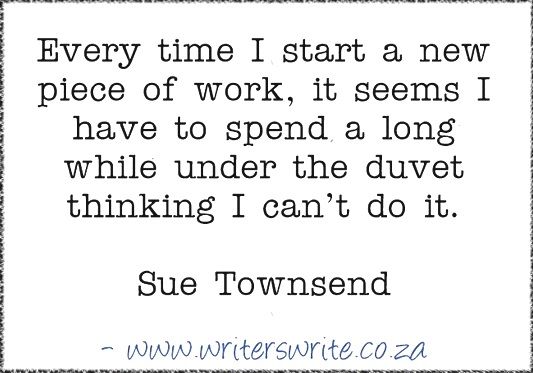 Every time I start a new
piece of work, it seems I
have to spend a long
while under the duvet
thinking I can't do it.
Sue Townsend
- www.writerswrite.co.za